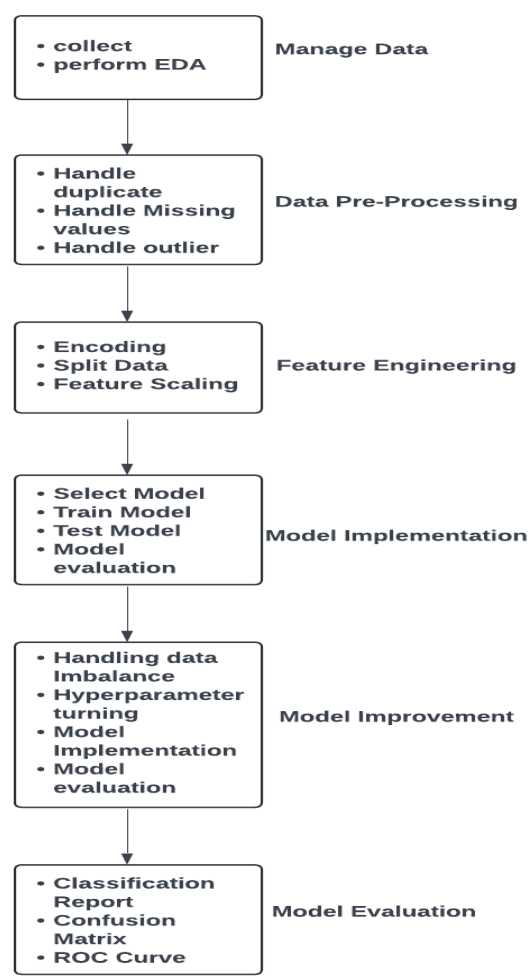 • collect
• perform EDA
Manage Data
• Handle
duplicate
• Handle Missing
values
• Handle outlier
Data Pre-Processing
• Encoding
• Split Data
• Feature Scaling
Feature Engineering
• Select Model
• Train Model
• Test Model
• Model
evaluation
Model Implementation
• Handling data
Imbalance
• Hyperparameter
turning
• Model
Implementation
• Model
evaluation
Model Improvement
• Classification
Report
• Confusion
Matrix
• ROC Curve
Model Evaluation